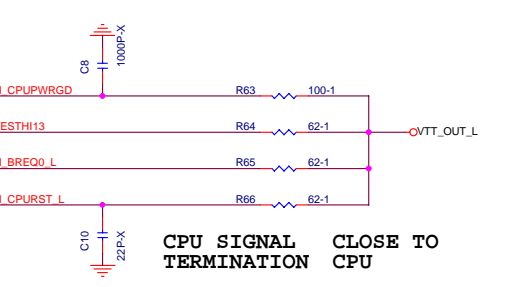 C8
1000P-X
_CPUPWRGD
R63
100-1
ESTHI13
R64
62-1
VTT_OUT_L
_BREQ0_L
R65
62-1
_CPURST_L
R66
62-1
C10
22P-X
CPU SIGNAL CLOSE TO
TERMINATION CPU